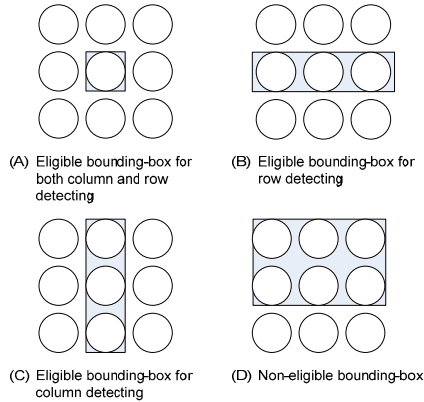 (A) Eligible bounding-box for
both column and row
detecting
(B) Eligible bounding-box for
row detecting
(C) Eligible bounding-box for
column detecting
(D) Non-eligible bounding-box